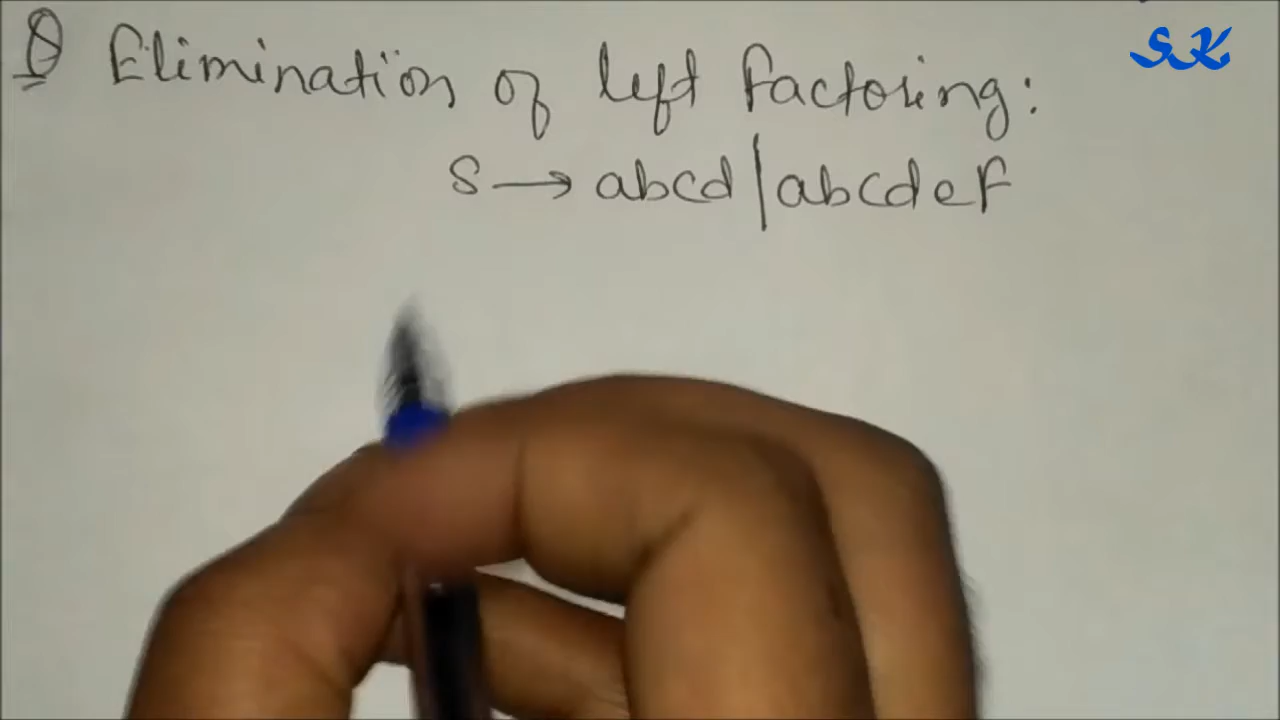 Q Elimination of left factoring:
SK
S → abcd | abcdef